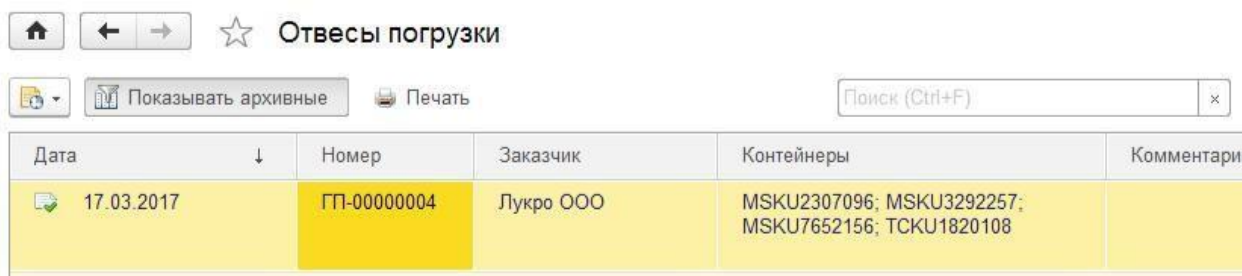 Отвесы погрузки
Показывать архивные Печать Поиск (Ctrl+F) ×
Дата ↓ Номер Заказчик Контейнеры Комментари
17.03.2017 ГП-00000004 Лукро ООО MSKU2307096; MSKU3292257;
MSKU7652156; TCKU1820108